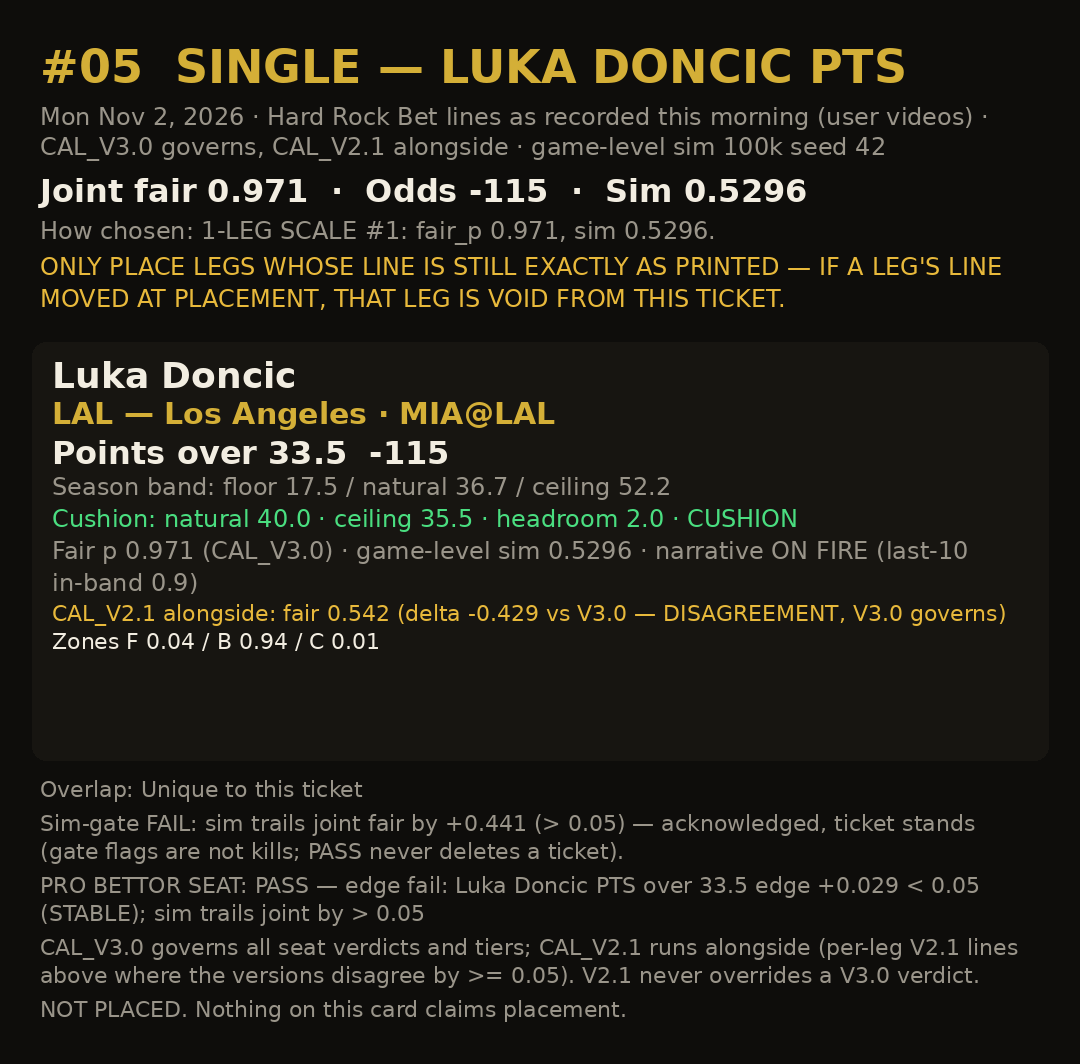 #05  SINGLE — LUKA DONCIC PTS
Mon Nov 2, 2026 · Hard Rock Bet lines as recorded this morning (user videos) ·
CAL_V3.0 governs, CAL_V2.1 alongside · game-level sim 100k seed 42
Joint fair 0.971  ·  Odds -115  ·  Sim 0.5296
How chosen: 1-LEG SCALE #1: fair_p 0.971, sim 0.5296.
ONLY PLACE LEGS WHOSE LINE IS STILL EXACTLY AS PRINTED — IF A LEG'S LINE
MOVED AT PLACEMENT, THAT LEG IS VOID FROM THIS TICKET.
Luka Doncic
LAL — Los Angeles · MIA@LAL
Points over 33.5  -115
Season band: floor 17.5 / natural 36.7 / ceiling 52.2
Cushion: natural 40.0 · ceiling 35.5 · headroom 2.0 · CUSHION
Fair p 0.971 (CAL_V3.0) · game-level sim 0.5296 · narrative ON FIRE (last-10
in-band 0.9)
CAL_V2.1 alongside: fair 0.542 (delta -0.429 vs V3.0 — DISAGREEMENT, V3.0 governs)
Zones F 0.04 / B 0.94 / C 0.01
Overlap: Unique to this ticket
Sim-gate FAIL: sim trails joint fair by +0.441 (> 0.05) — acknowledged, ticket stands
(gate flags are not kills; PASS never deletes a ticket).
PRO BETTOR SEAT: PASS — edge fail: Luka Doncic PTS over 33.5 edge +0.029 < 0.05
(STABLE); sim trails joint by > 0.05
CAL_V3.0 governs all seat verdicts and tiers; CAL_V2.1 runs alongside (per-leg V2.1 lines
above where the versions disagree by >= 0.05). V2.1 never overrides a V3.0 verdict.
NOT PLACED. Nothing on this card claims placement.